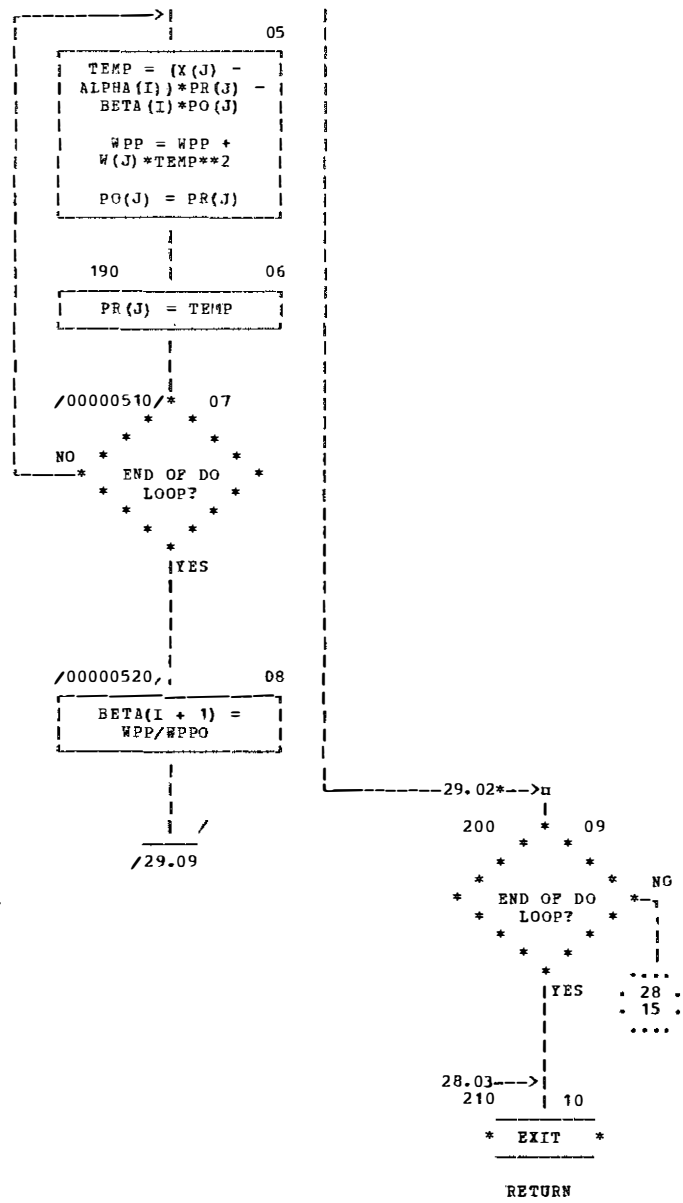 05
TEMP = (X(J) -
ALPHA(I))*PR(J) -
BETA(I)*PO(J)
WPP = WPP +
W(J)*TEMP**2
PO(J) = PR(J)
190 06
PR(J) = TEMP
/00000510/* 07
NO
END OF DO
LOOP?
YES
/00000520/ 08
BETA(I + 1) =
WPP/WPPO
/29.09
29.02*-->¤
200 * 09
NO
END OF DO
LOOP?
YES
28
15
28.03--->
210 10
* EXIT *
RETURN